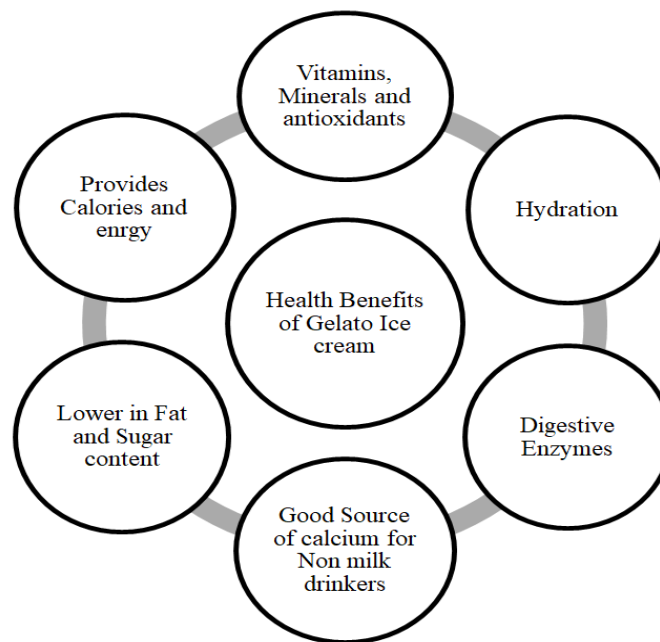 Vitamins,
Minerals and
antioxidants
Hydration
Digestive
Enzymes
Good Source
of calcium for
Non milk
drinkers
Lower in Fat
and Sugar
content
Provides
Calories and
enrgy
Health Benefits
of Gelato Ice
cream